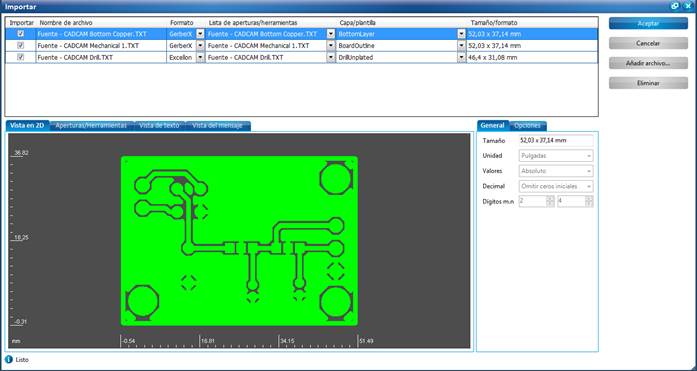 Importar
Importar Nombre de archivo Formato Lista de aperturas/herramientas Capa/plantilla Tamaño/formato
Fuente - CADCAM Bottom Copper.TXT GerberX Fuente - CADCAM Bottom Copper.TXT BottomLayer 52,03 x 37,14 mm
Fuente - CADCAM Mechanical 1.TXT GerberX Fuente - CADCAM Mechanical 1.TXT BoardOutline 52,03 x 37,14 mm
Fuente - CADCAM Drill.TXT Excellon Fuente - CADCAM Drill.TXT DrillUnplated 46,4 x 31,08 mm
Aceptar
Cancelar
Añadir archivo...
Eliminar
Vista en 2D Aperturas/Herramientas Vista de texto Vista del mensaje
36.82
18.25
-0.31
mm -0.54 16.81 34.15 51.49
General Opciones
Tamaño 52,03 x 37,14 mm
Unidad Pulgadas
Valores Absoluto
Decimal Omitir ceros iniciales
Dígitos m.n 2 4
Listo